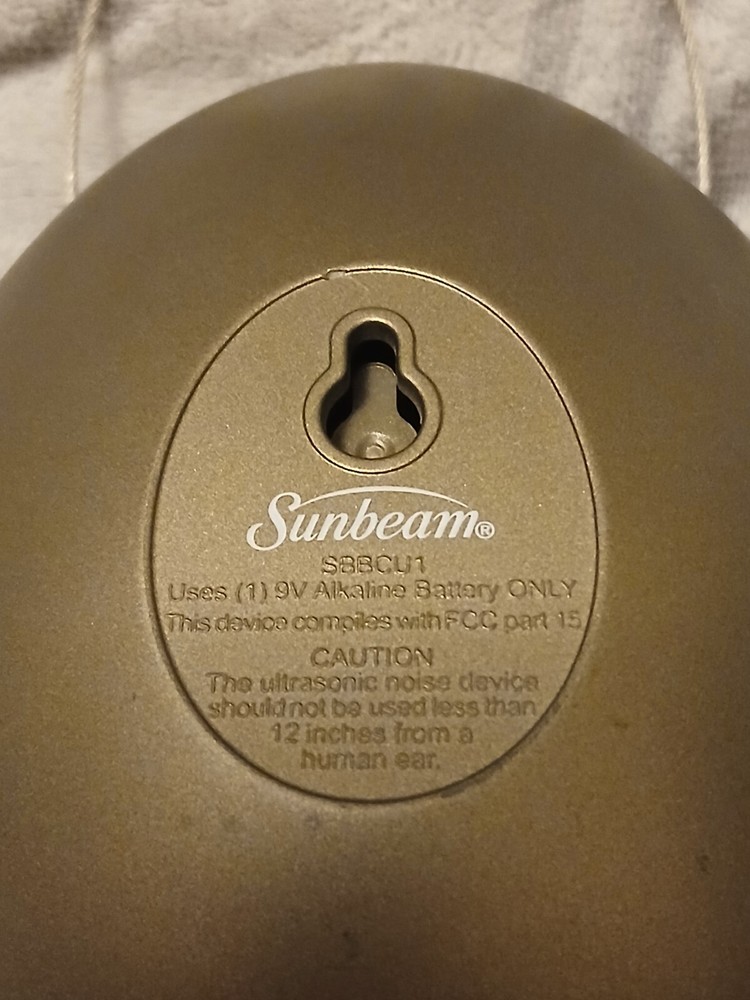 Sunbeam®
SBBCU1
Uses (1) 9V Alkaline Battery ONLY
This device complies with FCC part 15
CAUTION
The ultrasonic noise device
should not be used less than
12 inches from a
human ear.